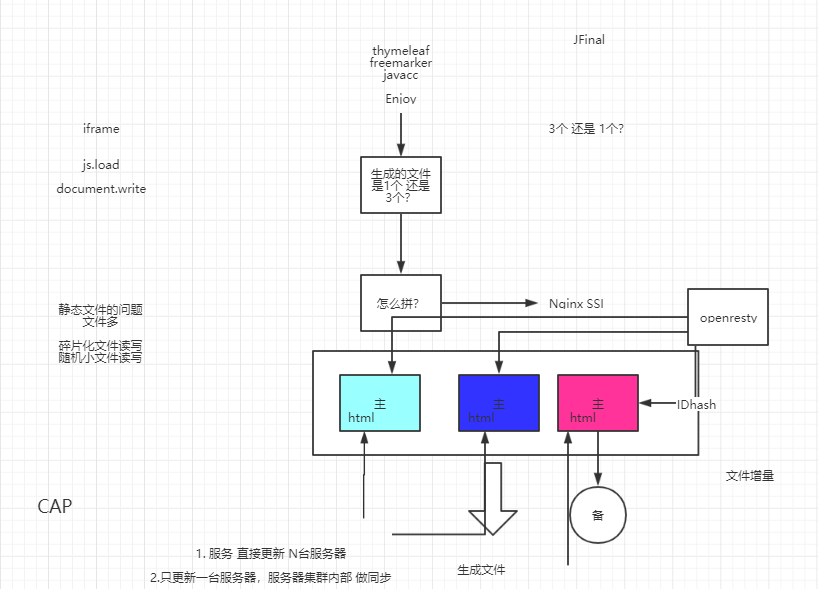 JFinal
thymeleaf
freemarker
javacc
Enjoy
iframe
3个 还是 1个？
js.load
document.write
生成的文件
是1个 还是
3个？
静态文件的问题
文件多
怎么拼？
Nginx SSI
openresty
碎片化文件读写
随机小文件读写
主
html
主
html
主
html
IDhash
文件增量
CAP
备
1. 服务 直接更新 N台服务器
生成文件
2.只更新一台服务器，服务器集群内部 做同步